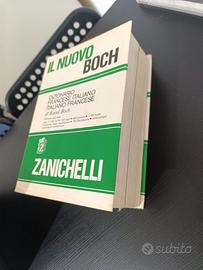 IL NUOVO
BOCH
DIZIONARIO
FRANCESE ITALIANO
ITALIANO FRANCESE
di Raoul Boch
ZANICHELLI
subito